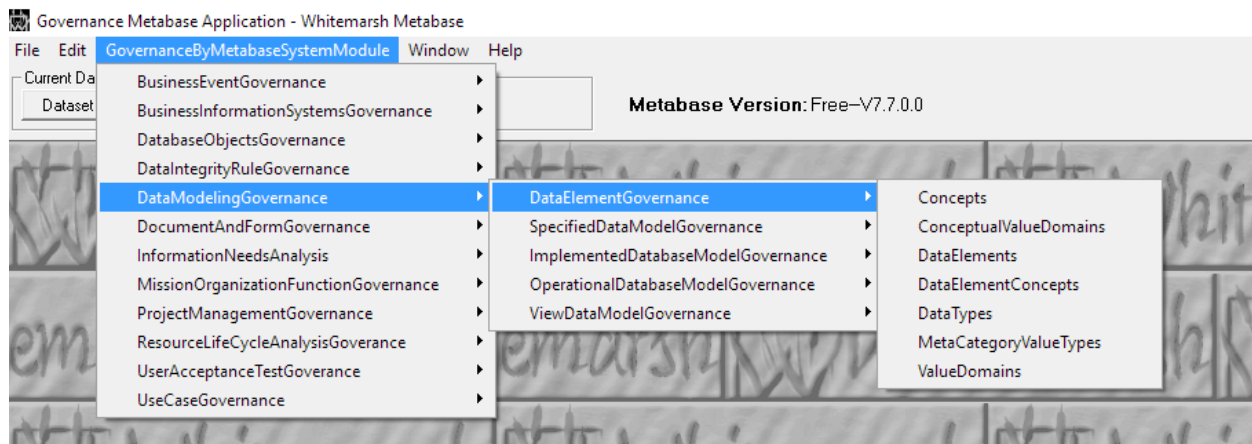 Governance Metabase Application - Whitemarsh Metabase
File Edit GovernanceByMetabaseSystemModule Window Help
Current Da
Dataset
Metabase Version: Free-V7.7.0.0
BusinessEventGovernance
BusinessInformationSystemsGovernance
DatabaseObjectsGovernance
DataIntegrityRuleGovernance
DataModelingGovernance
DocumentAndFormGovernance
InformationNeedsAnalysis
MissionOrganizationFunctionGovernance
ProjectManagementGovernance
ResourceLifeCycleAnalysisGoverance
UserAcceptanceTestGoverance
UseCaseGovernance
DataElementGovernance
SpecifiedDataModelGovernance
ImplementedDatabaseModelGovernance
OperationalDatabaseModelGovernance
ViewDataModelGovernance
Concepts
ConceptualValueDomains
DataElements
DataElementConcepts
DataTypes
MetaCategoryValueTypes
ValueDomains